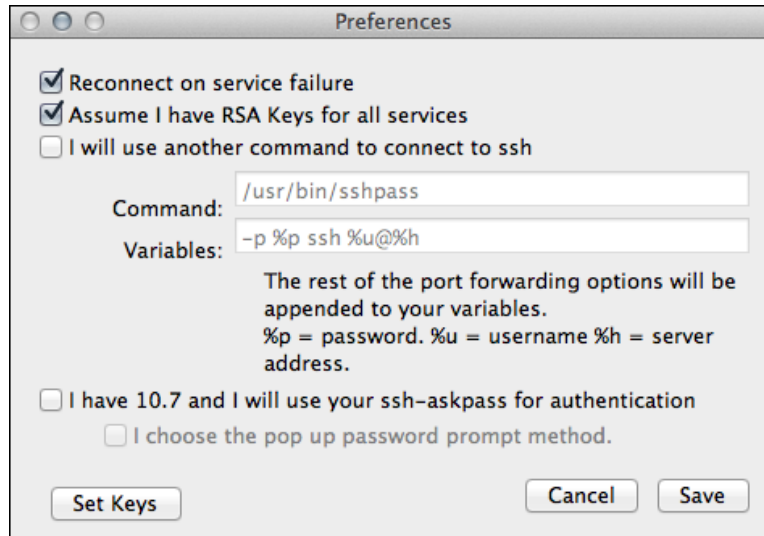 Preferences
Reconnect on service failure
Assume I have RSA Keys for all services
I will use another command to connect to ssh
Command: /usr/bin/sshpass
Variables: -p %p ssh %u@%h
The rest of the port forwarding options will be
appended to your variables.
%p = password. %u = username %h = server
address.
I have 10.7 and I will use your ssh-askpass for authentication
I choose the pop up password prompt method.
Set Keys Cancel Save